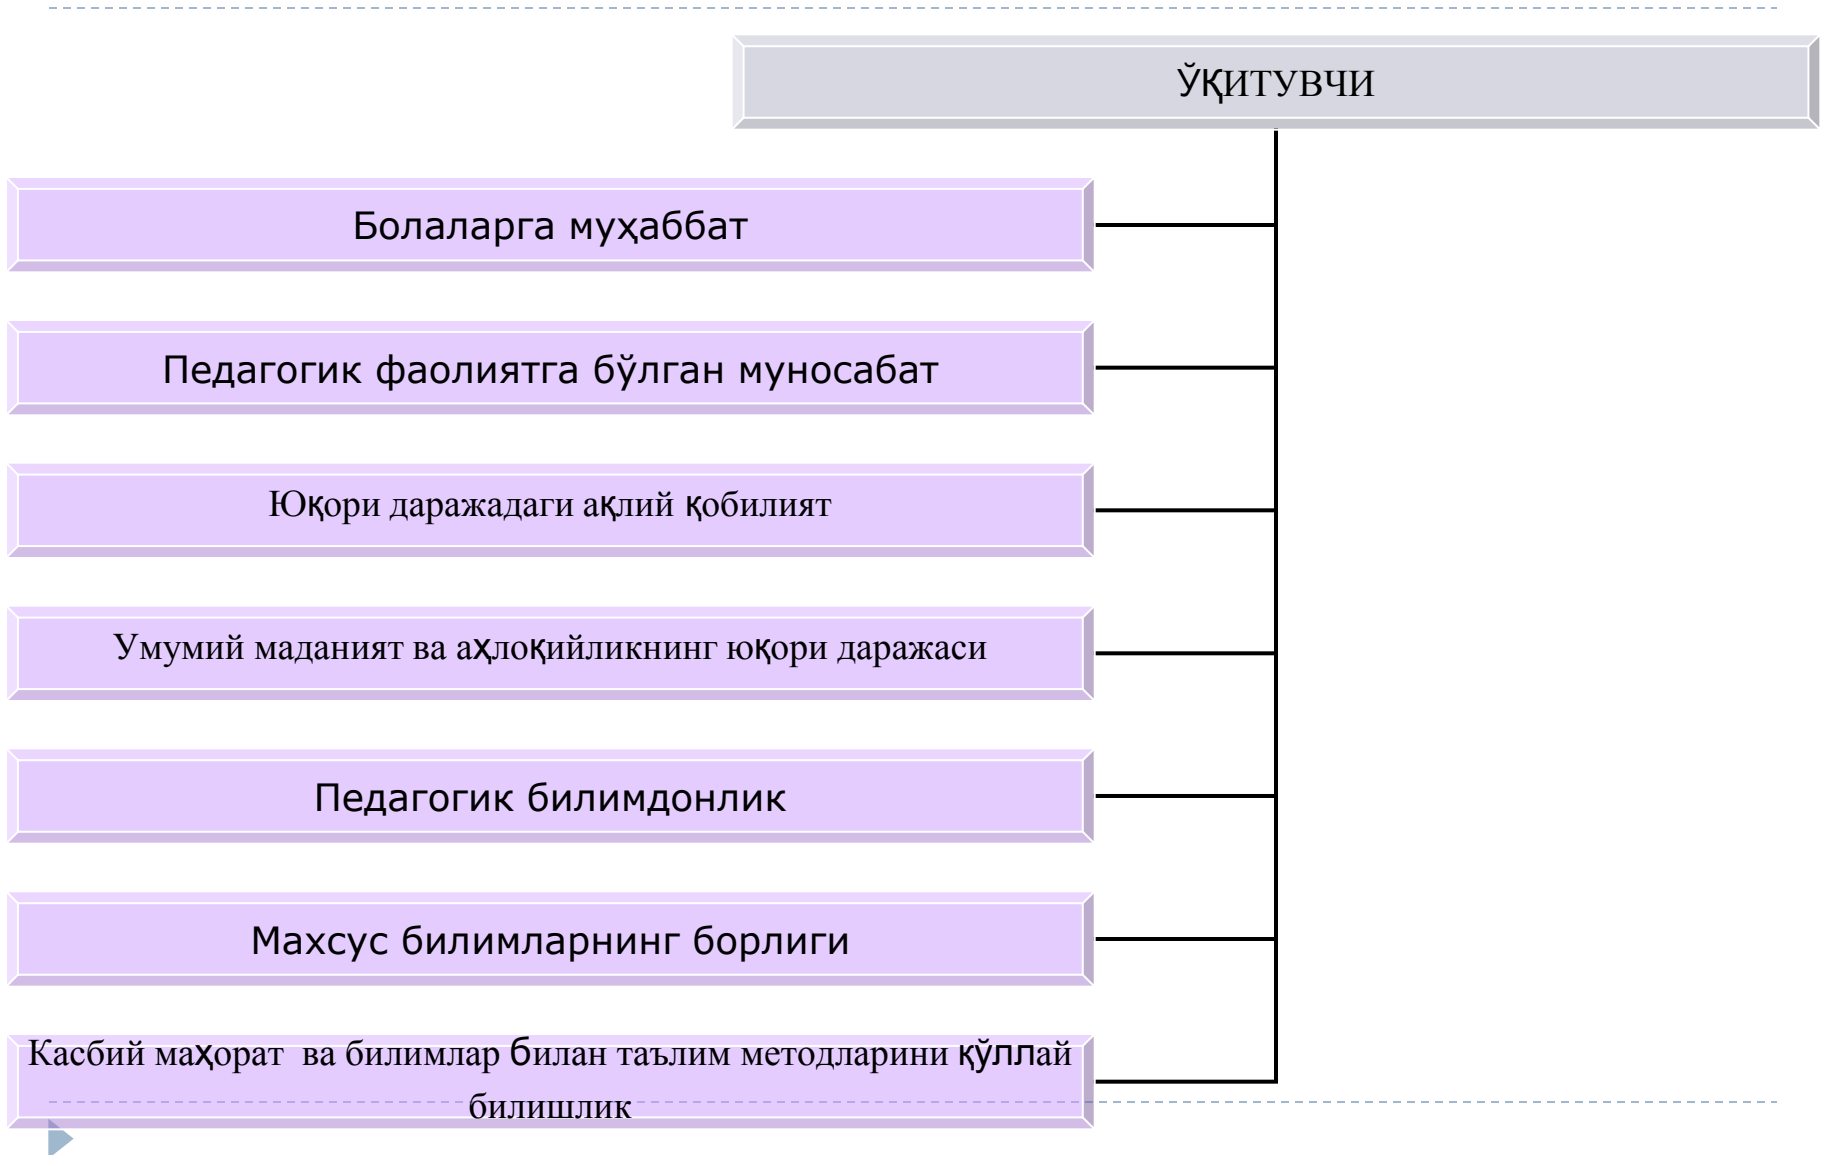 ЎҚИТУВЧИ
Болаларга муҳаббат
Педагогик фаолиятга бўлган муносабат
Юқори даражадаги ақлий қобилият
Умумий маданият ва аҳлоқийликнинг юқори даражаси
Педагогик билимдонлик
Махсус билимларнинг борлиги
Касбий маҳорат ва билимлар билан таълим методларини қўллай
билишлик